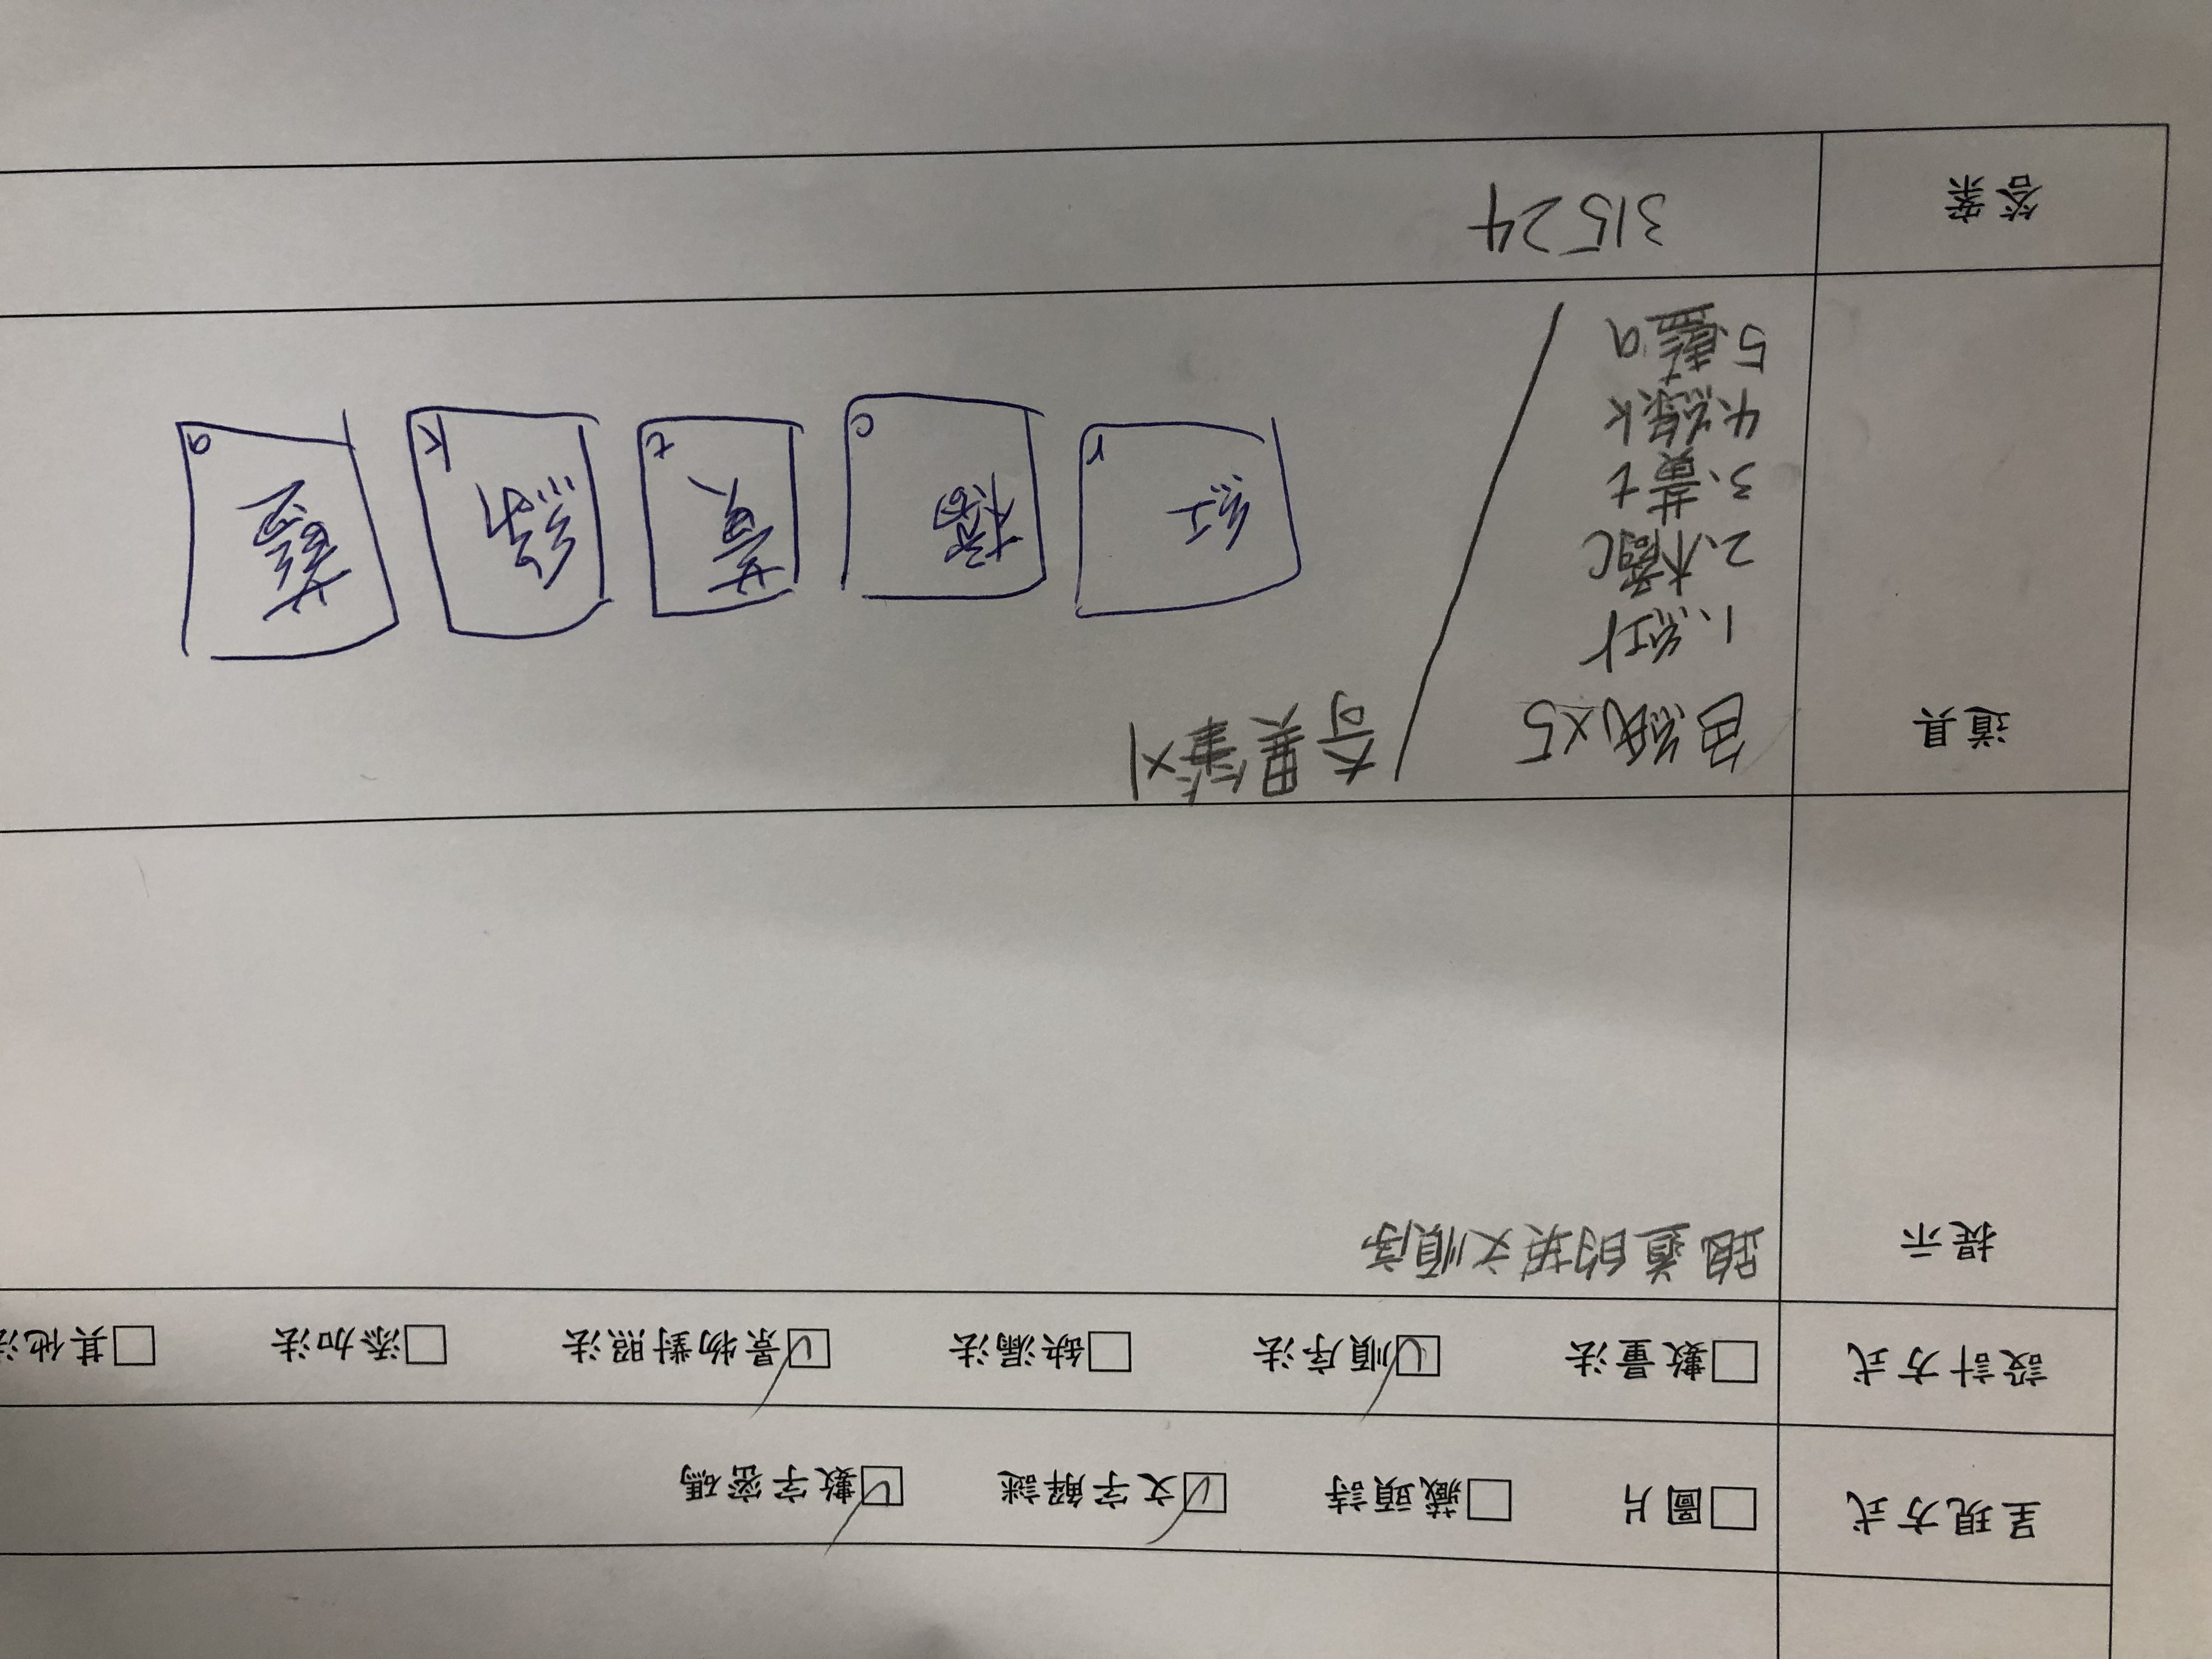 呈現方式 □圖片 □藏頭詩 ☑文字解謎 ☑數字密碼
設計方式 □數量法 ☑順序法 □缺漏法 ☑景物對照法 □添加法 □其他法
提示 跑道的英文順序
道具 色紙x5 / 奇異筆x1
1、紅r
2、橘c
3、黃t
4、綠k
5、藍a
紅 橘 黃 綠 藍
r c t k a
答案 31524